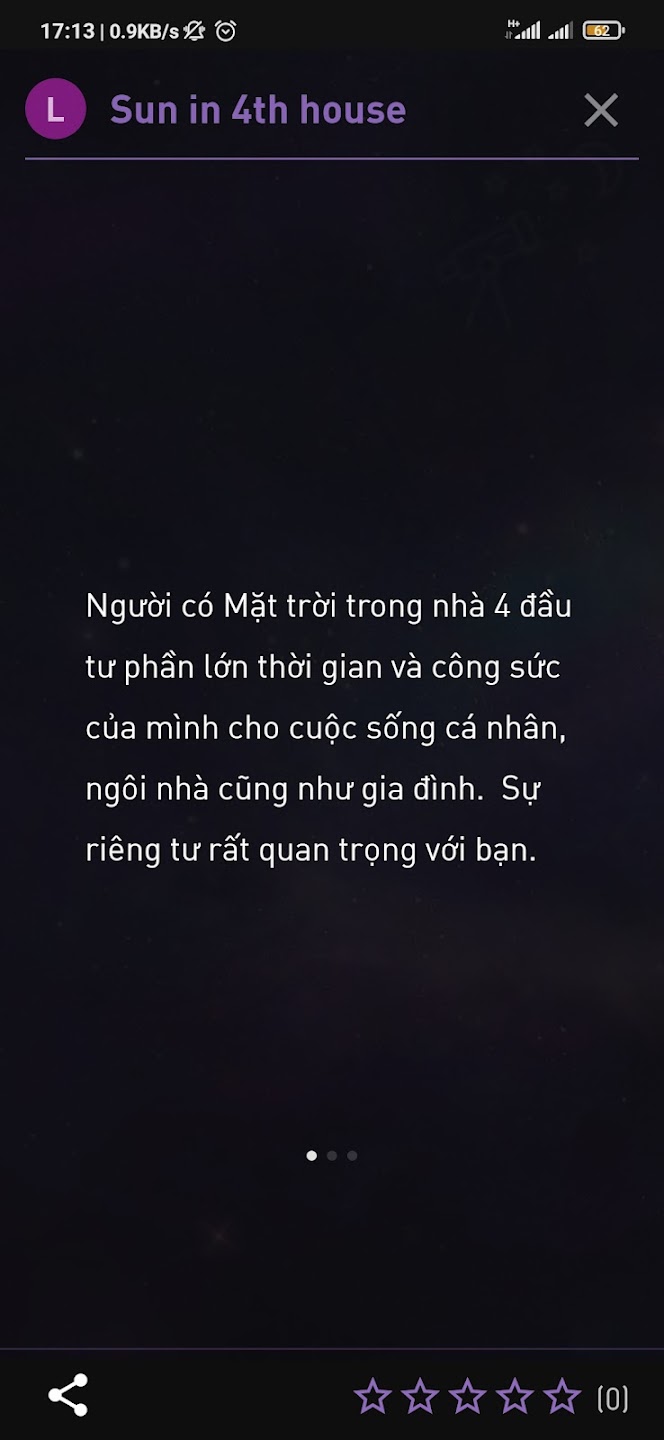 17:13 | 0.9KB/s H+ 62
L Sun in 4th house
Người có Mặt trời trong nhà 4 đầu
tư phần lớn thời gian và công sức
của mình cho cuộc sống cá nhân,
ngôi nhà cũng như gia đình.  Sự
riêng tư rất quan trọng với bạn.
(0)